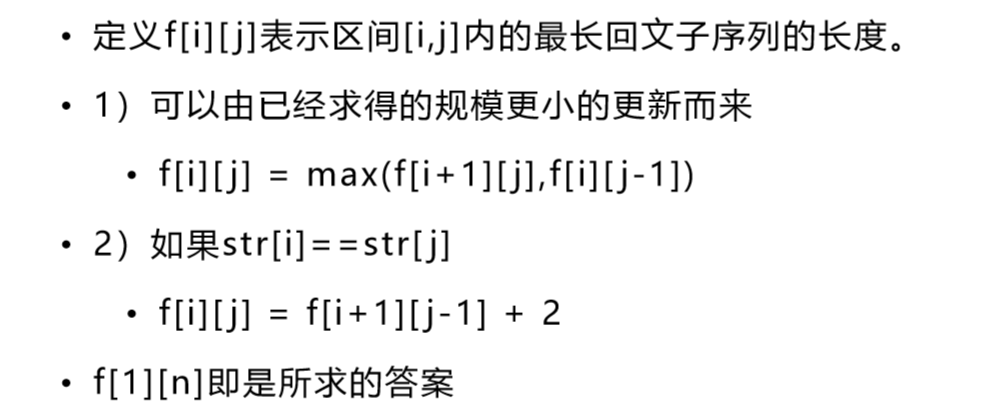 • 定义f[i][j]表示区间[i,j]内的最长回文子序列的长度。
• 1）可以由已经求得的规模更小的更新而来
• f[i][j] = max(f[i+1][j],f[i][j-1])
• 2）如果str[i]==str[j]
• f[i][j] = f[i+1][j-1] + 2
• f[1][n]即是所求的答案